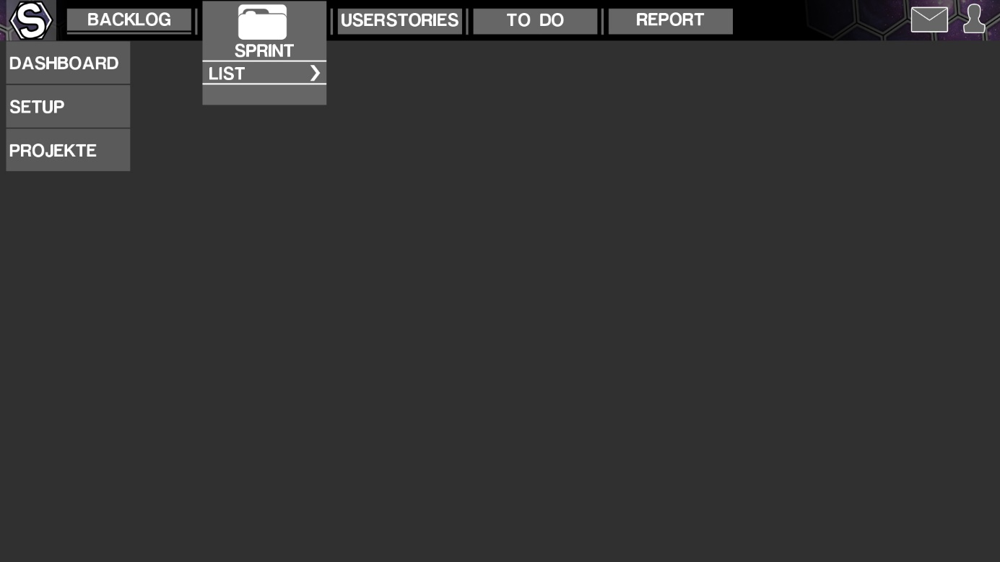 S
BACKLOG
SPRINT
USERSTORIES
TO DO
REPORT
LIST
DASHBOARD
SETUP
PROJEKTE